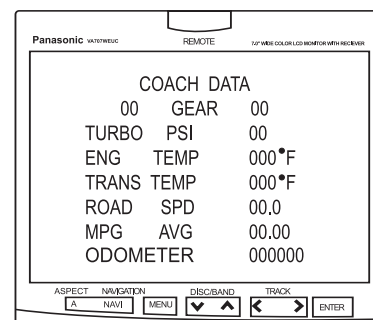 Panasonic VAT07WEUC REMOTE 7.0" WIDE COLOR LCD MONITOR WITH RECIEVER
COACH DATA
00 GEAR 00
TURBO PSI 00
ENG TEMP 000°F
TRANS TEMP 000°F
ROAD SPD 00.0
MPG AVG 00.00
ODOMETER 000000
ASPECT NAVIGATION DISC/BAND TRACK
A NAVI MENU ENTER